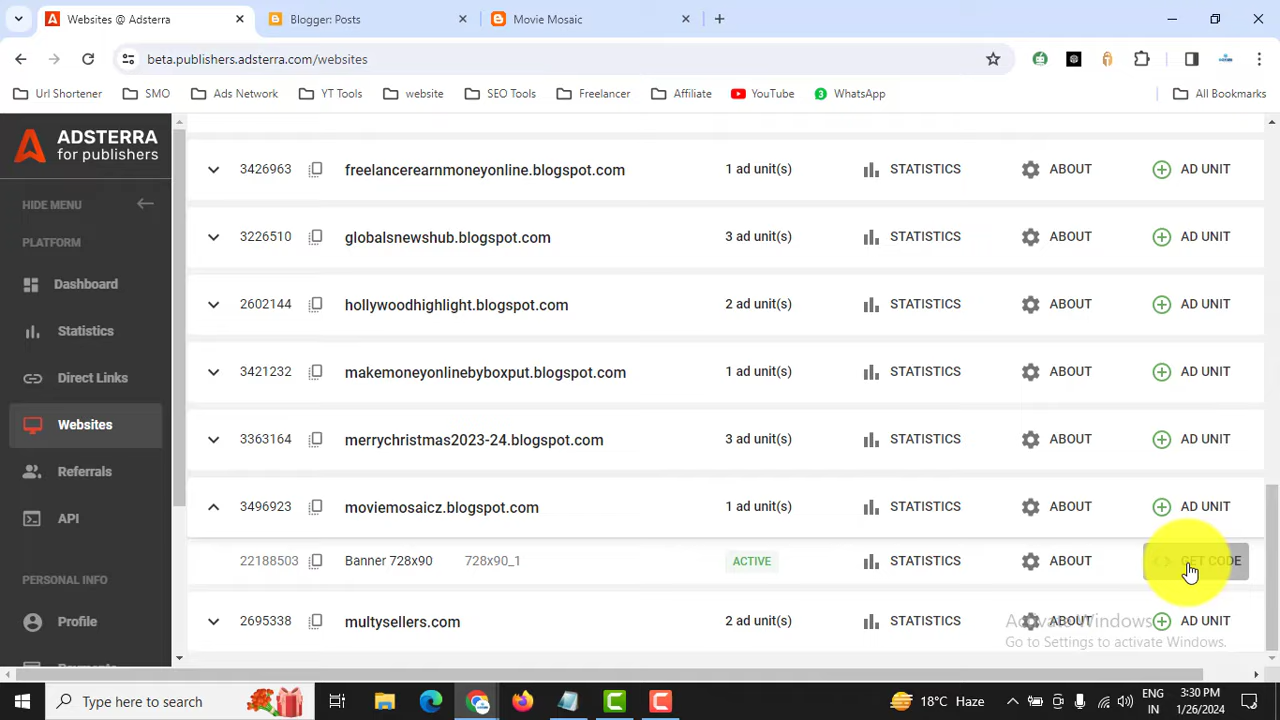 Websites @ Adsterra
Blogger: Posts
Movie Mosaic
beta.publishers.adsterra.com/websites
Url Shortener
SMO
Ads Network
YT Tools
website
SEO Tools
Freelancer
Affiliate
YouTube
WhatsApp
All Bookmarks
ADSTERRA
for publishers
HIDE MENU
PLATFORM
Dashboard
Statistics
Direct Links
Websites
Referrals
API
PERSONAL INFO
Profile
Payments
3426963 freelancerearnmoneyonline.blogspot.com 1 ad unit(s) STATISTICS ABOUT AD UNIT
3226510 globalsnewshub.blogspot.com 3 ad unit(s) STATISTICS ABOUT AD UNIT
2602144 hollywoodhighlight.blogspot.com 2 ad unit(s) STATISTICS ABOUT AD UNIT
3421232 makemoneyonlinebyboxput.blogspot.com 1 ad unit(s) STATISTICS ABOUT AD UNIT
3363164 merrychristmas2023-24.blogspot.com 3 ad unit(s) STATISTICS ABOUT AD UNIT
3496923 moviemosaicz.blogspot.com 1 ad unit(s) STATISTICS ABOUT AD UNIT
22188503 Banner 728x90 728x90_1 ACTIVE STATISTICS ABOUT GET CODE
2695338 multysellers.com 2 ad unit(s) STATISTICS ABOUT AD UNIT
Activate Windows
Go to Settings to activate Windows.
Type here to search
18°C Haze
ENG
IN
3:30 PM
1/26/2024